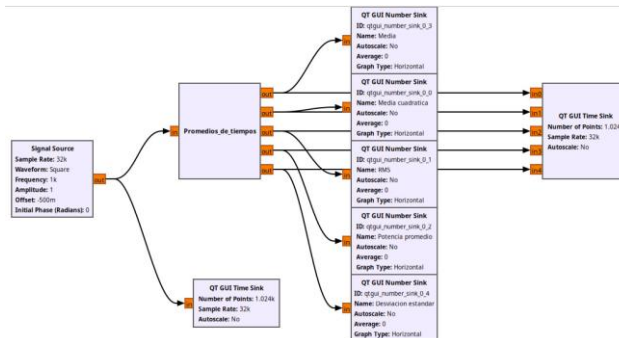 QT GUI Number Sink
ID: qtgui_number_sink_0_3
Name: Media
Autoscale: No
Average: 0
Graph Type: Horizontal
in
QT GUI Number Sink
ID: qtgui_number_sink_0_0
Name: Media cuadratica
Autoscale: No
Average: 0
Graph Type: Horizontal
in
QT GUI Number Sink
ID: qtgui_number_sink_0_1
Name: RMS
Autoscale: No
Average: 0
Graph Type: Horizontal
in
QT GUI Number Sink
ID: qtgui_number_sink_0_2
Name: Potencia promedio
Autoscale: No
Average: 0
Graph Type: Horizontal
in
QT GUI Number Sink
ID: qtgui_number_sink_0_4
Name: Desviacion estandar
Autoscale: No
Average: 0
Graph Type: Horizontal
in
in
Promedios_de_tiempos
out
out
out
out
out
in0
in1
in2
in3
in4
QT GUI Time Sink
Number of Points: 1.024k
Sample Rate: 32k
Autoscale: No
Signal Source
Sample Rate: 32k
Waveform: Square
Frequency: 1k
Amplitude: 1
Offset: -500m
Initial Phase (Radians): 0
out
in
QT GUI Time Sink
Number of Points: 1.024k
Sample Rate: 32k
Autoscale: No